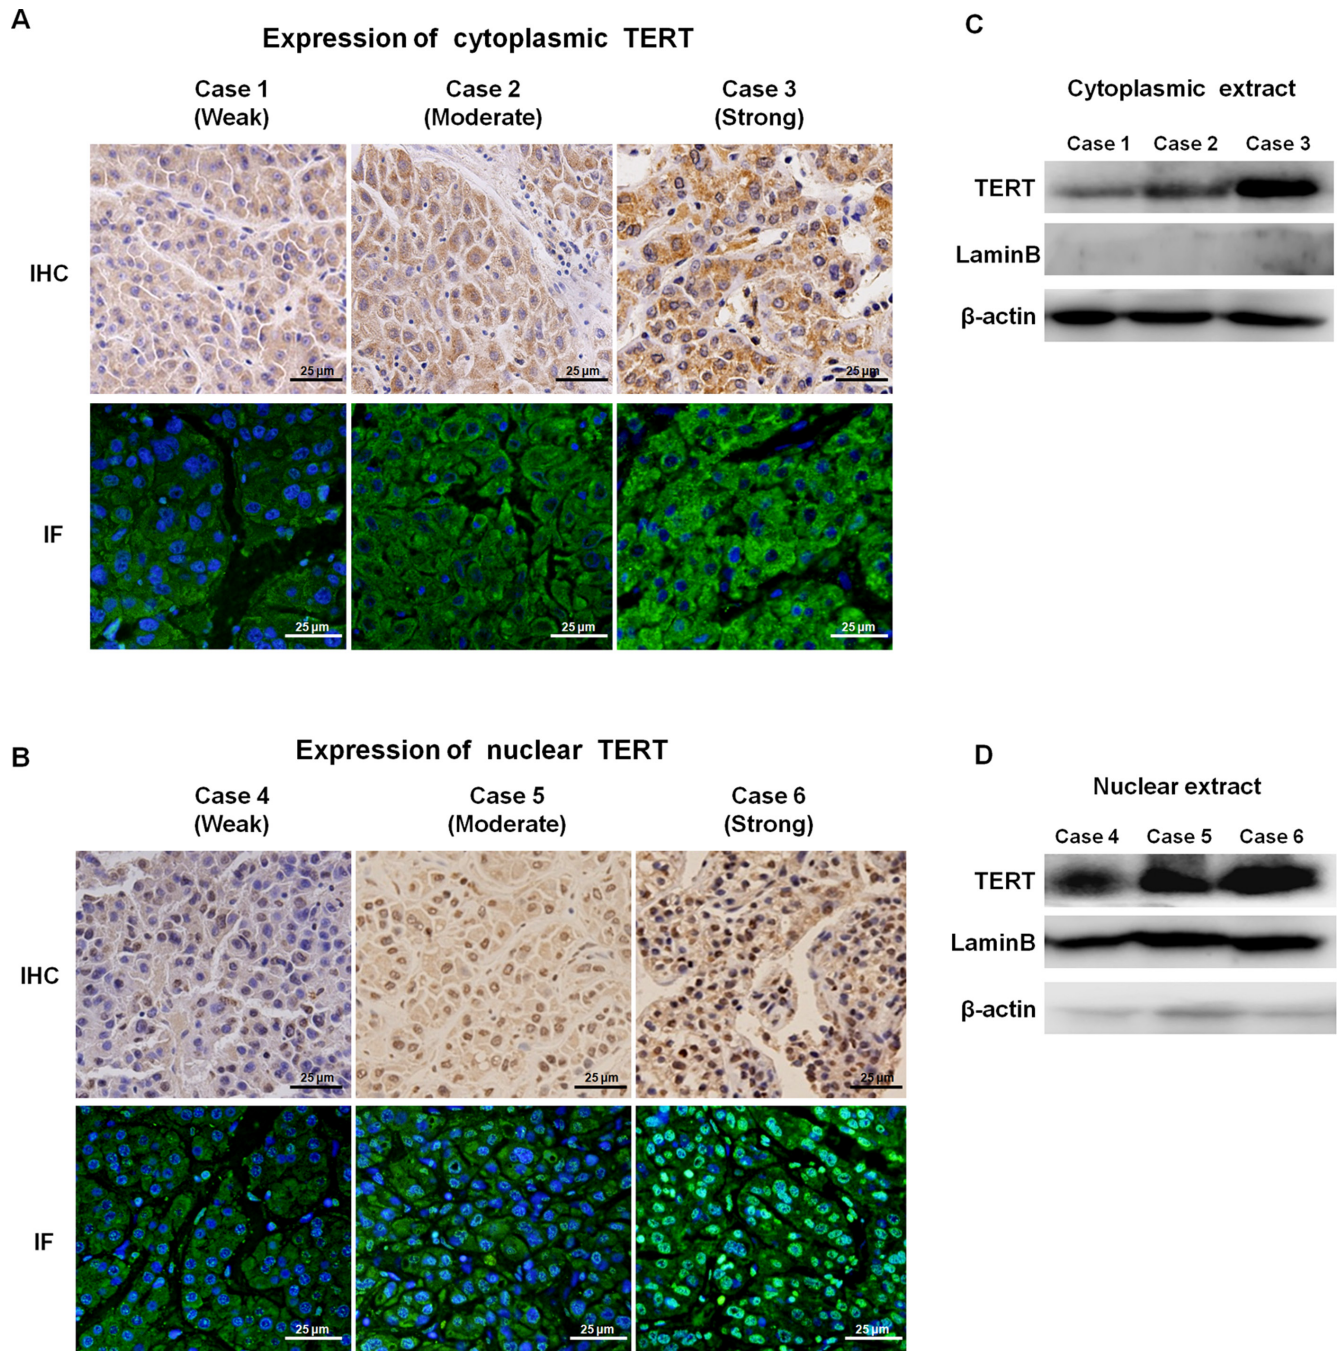 A
Expression of cytoplasmic TERT
Case 1
(Weak)
Case 2
(Moderate)
Case 3
(Strong)
IHC
25 µm
25 µm
25 µm
IF
25 µm
25 µm
25 µm
C
Cytoplasmic extract
Case 1 Case 2 Case 3
TERT
LaminB
β-actin
B
Expression of nuclear TERT
Case 4
(Weak)
Case 5
(Moderate)
Case 6
(Strong)
IHC
25 µm
25 µm
25 µm
IF
25 µm
25 µm
25 µm
D
Nuclear extract
Case 4 Case 5 Case 6
TERT
LaminB
β-actin